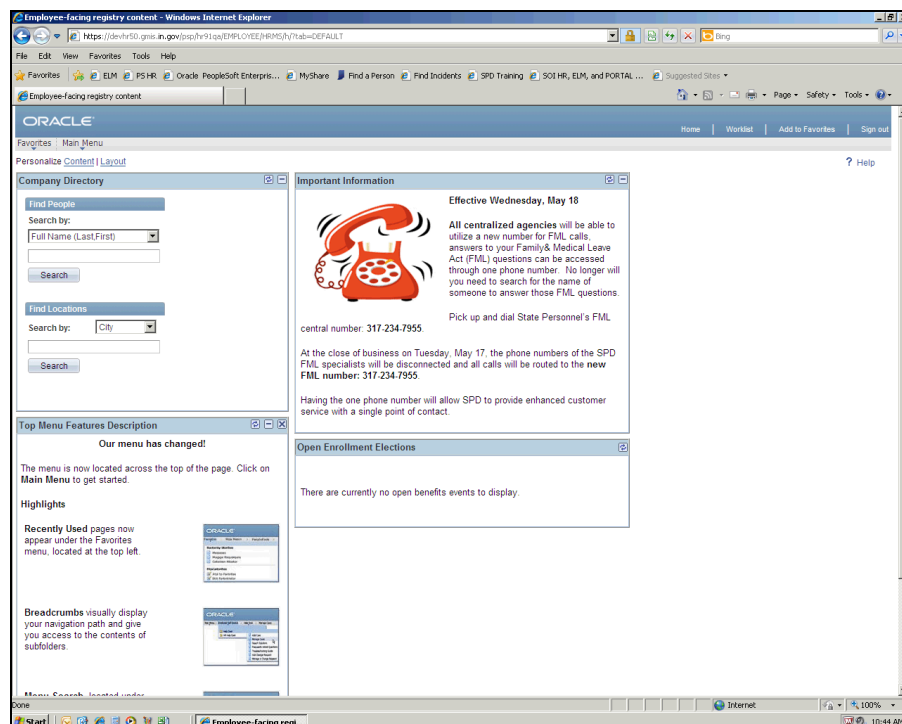 Employee-facing registry content - Windows Internet Explorer
https://devhr50.gmis.in.gov/psp/hr91qa/EMPLOYEE/HRMS/h/?tab=DEFAULT
Bing
File Edit View Favorites Tools Help
Favorites ELM PS HR Oracle PeopleSoft Enterpris... MyShare Find a Person Find Incidents SPD Training SOI HR, ELM, and PORTAL ... Suggested Sites
Employee-facing registry content
Page Safety Tools
ORACLE
Home | Worklist | Add to Favorites | Sign out
Favorites Main Menu
Personalize Content | Layout
? Help
Company Directory
Find People
Search by:
Full Name (Last,First)
Search
Find Locations
Search by: City
Search
Important Information
Effective Wednesday, May 18
All centralized agencies will be able to
utilize a new number for FML calls,
answers to your Family& Medical Leave
Act (FML) questions can be accessed
through one phone number. No longer will
you need to search for the name of
someone to answer those FML questions.
Pick up and dial State Personnel's FML
central number: 317-234-7955.
At the close of business on Tuesday, May 17, the phone numbers of the SPD
FML specialists will be disconnected and all calls will be routed to the new
FML number: 317-234-7955.
Having the one phone number will allow SPD to provide enhanced customer
service with a single point of contact.
Top Menu Features Description
Our menu has changed!
The menu is now located across the top of the page. Click on
Main Menu to get started.
Highlights
Recently Used pages now
appear under the Favorites
menu, located at the top left.
ORACLE
Breadcrumbs visually display
your navigation path and give
you access to the contents of
subfolders.
ORACLE
Menu Search, located under
Open Enrollment Elections
There are currently no open benefits events to display.
Done
Internet
100%
Start
Employee-facing regi...
10:44 AM